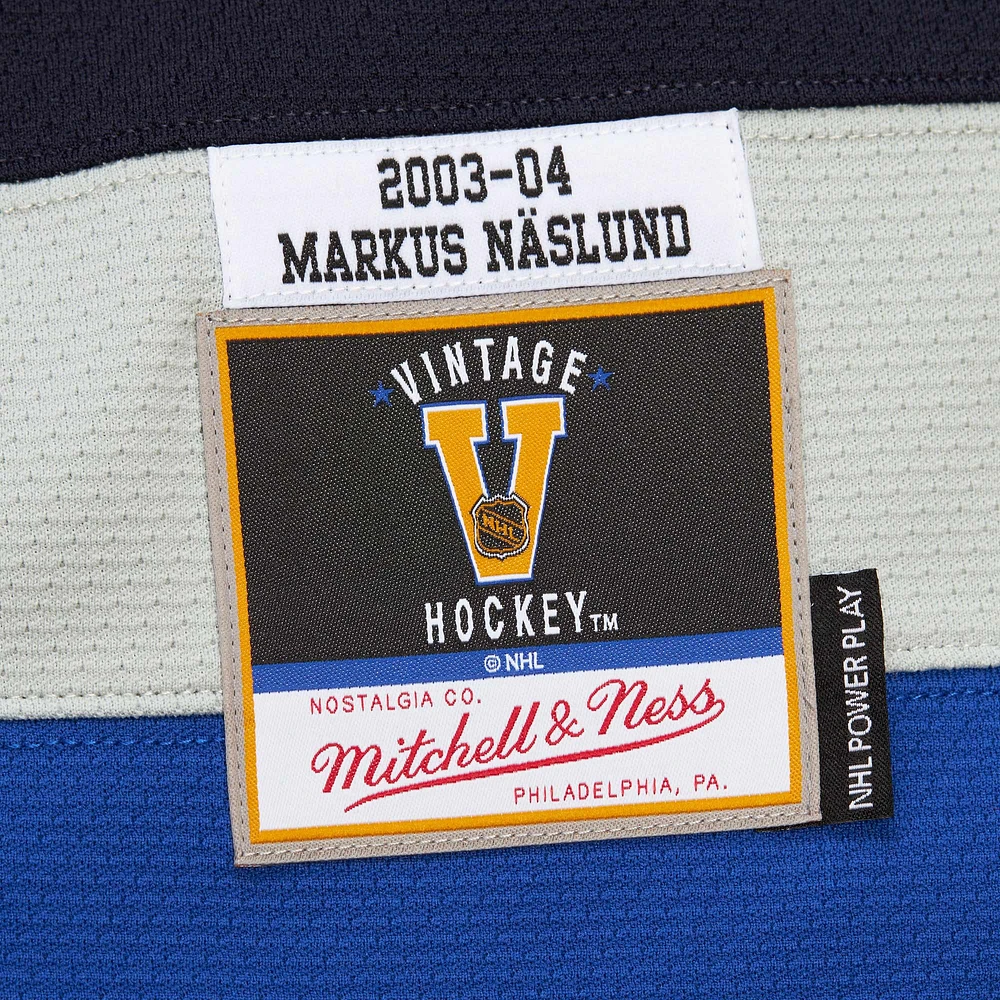 2003-04
MARKUS NÄSLUND
VINTAGE
NHL
HOCKEY™
© NHL
NOSTALGIA CO.
Mitchell & Ness
PHILADELPHIA, PA.
NHL POWER PLAY